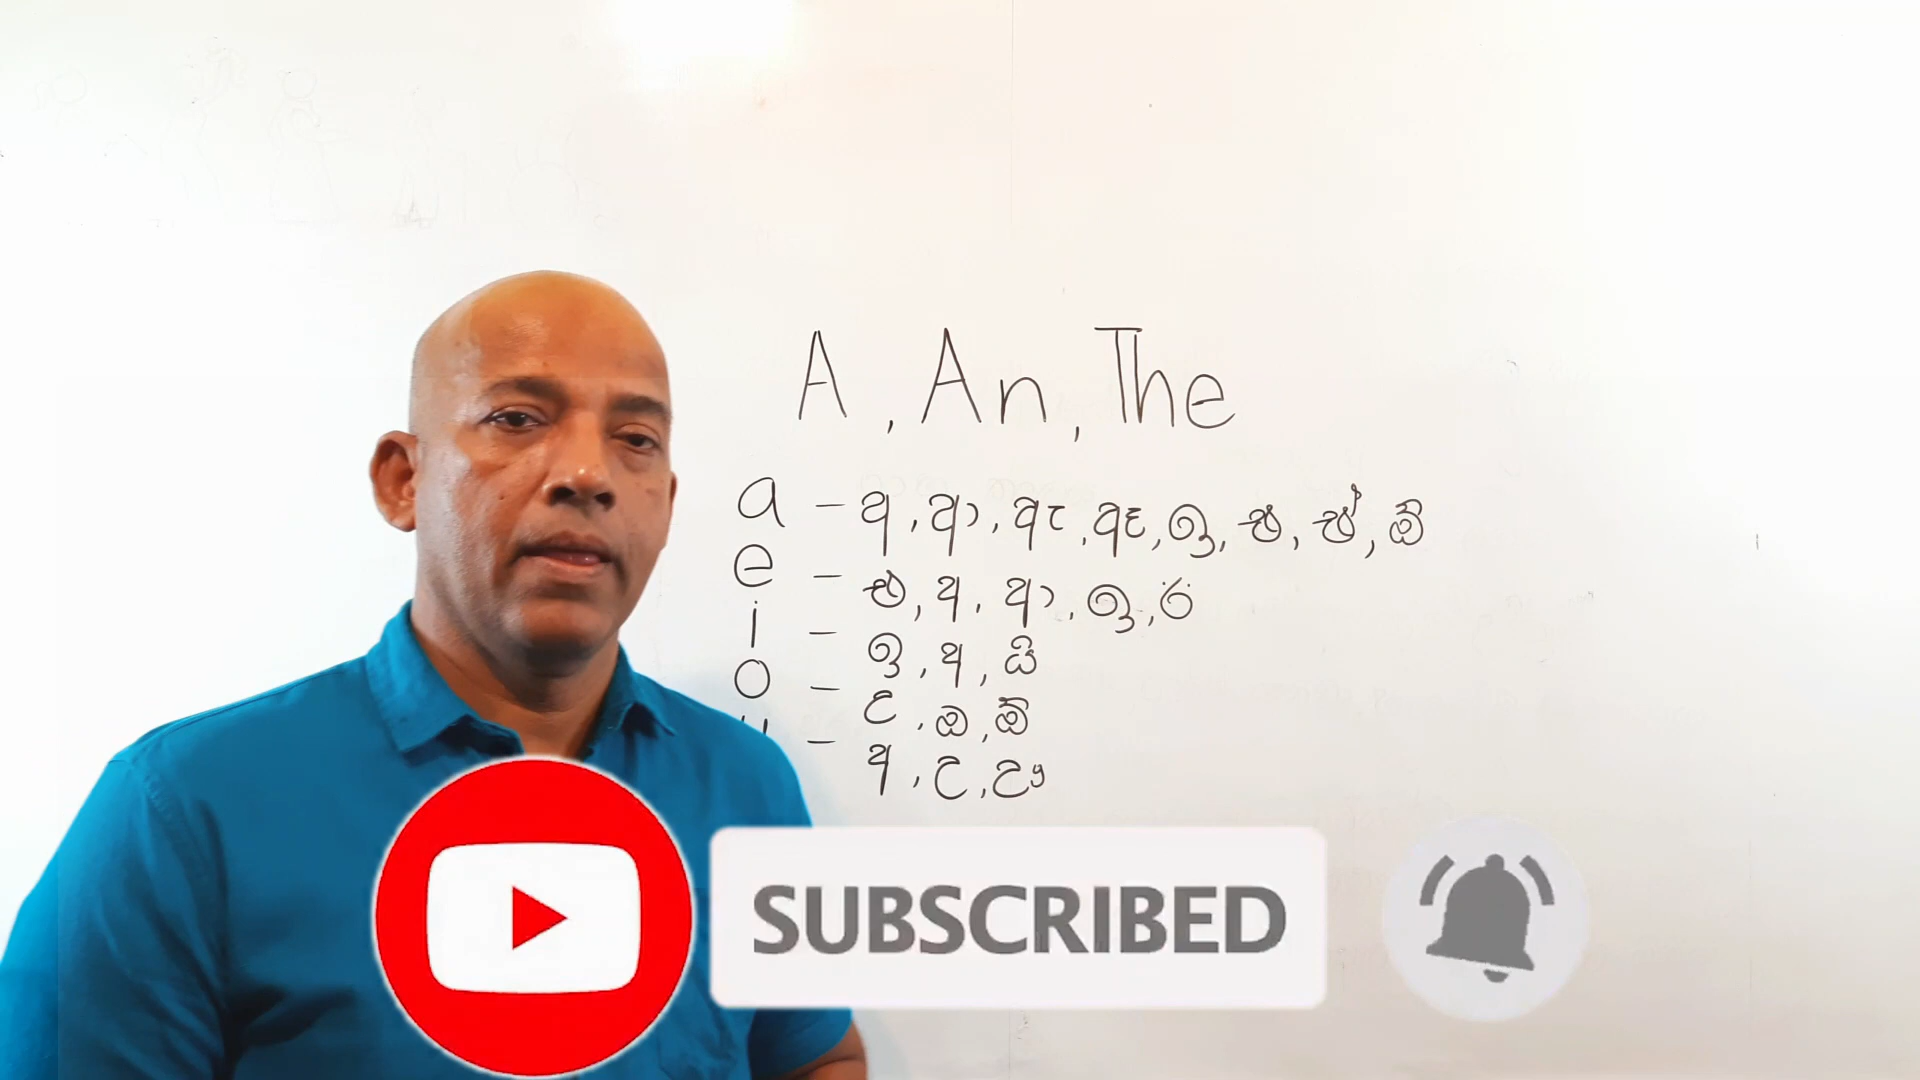 A, An, The
a – අ, ආ, ඇ, ඈ, ඉ, එ, ඒ, ඕ
e – එ, අ, ආ, ඉ, ඊ
i – ඉ, අ, යි
o – උ, ඔ, ඕ
u – අ, උ, ඌ
SUBSCRIBED